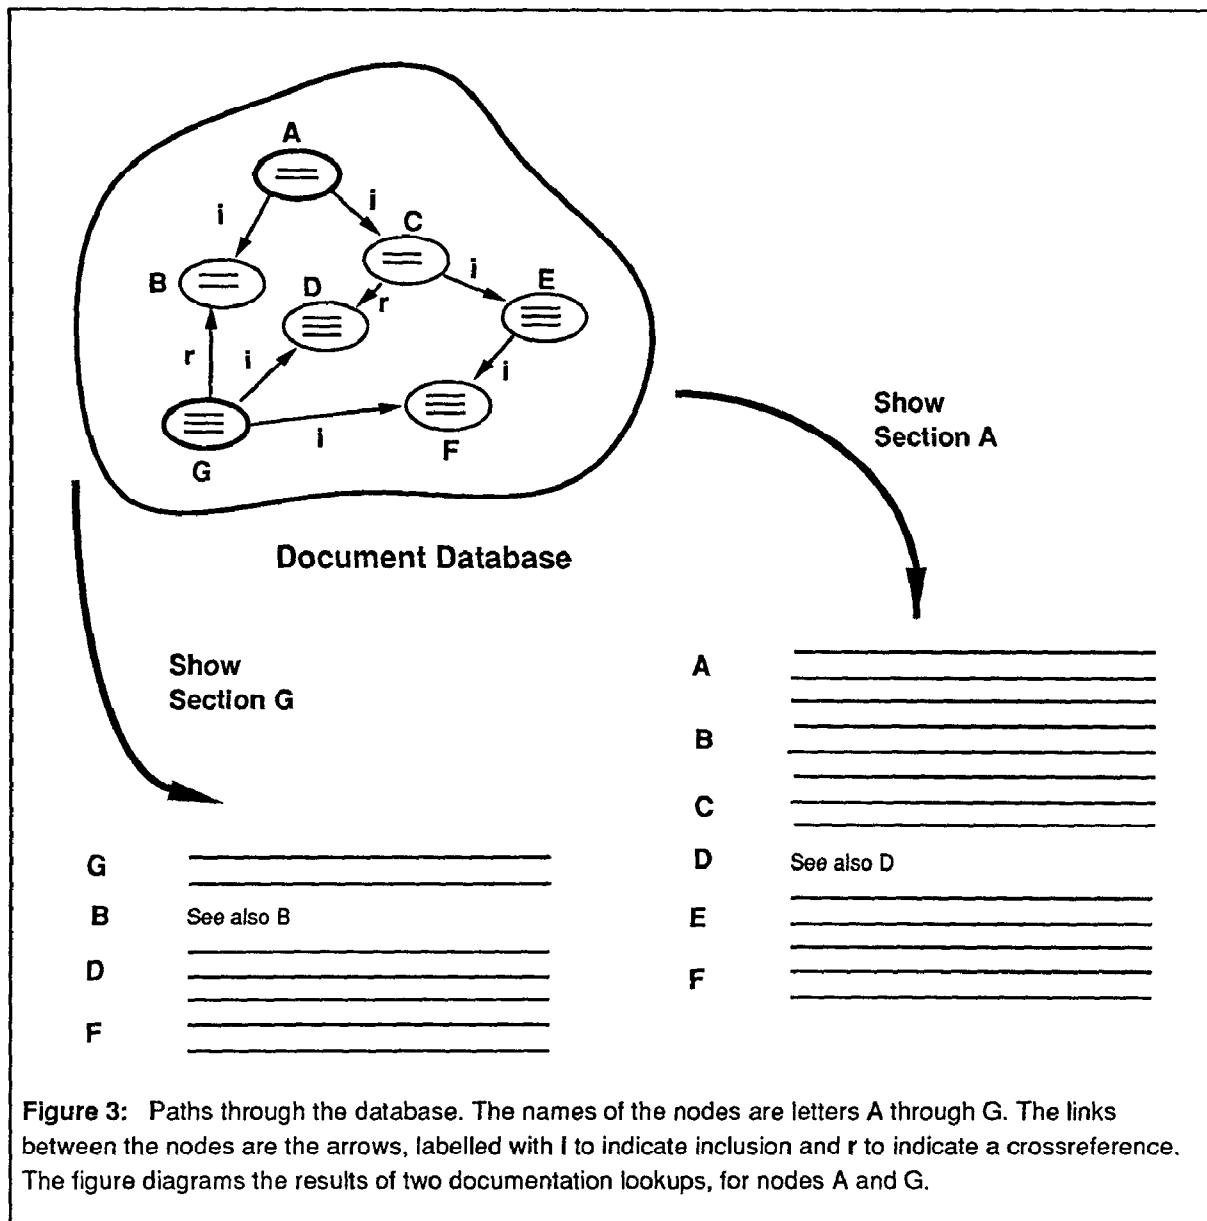 A
i
i
C
B
D
i
E
r
r
i
i
G
i
F
Show
Section A
Document Database
Show
Section G
A
B
C
D See also D
E
F
G
B See also B
D
F
Figure 3: Paths through the database. The names of the nodes are letters A through G. The links
between the nodes are the arrows, labelled with i to indicate inclusion and r to indicate a crossreference.
The figure diagrams the results of two documentation lookups, for nodes A and G.